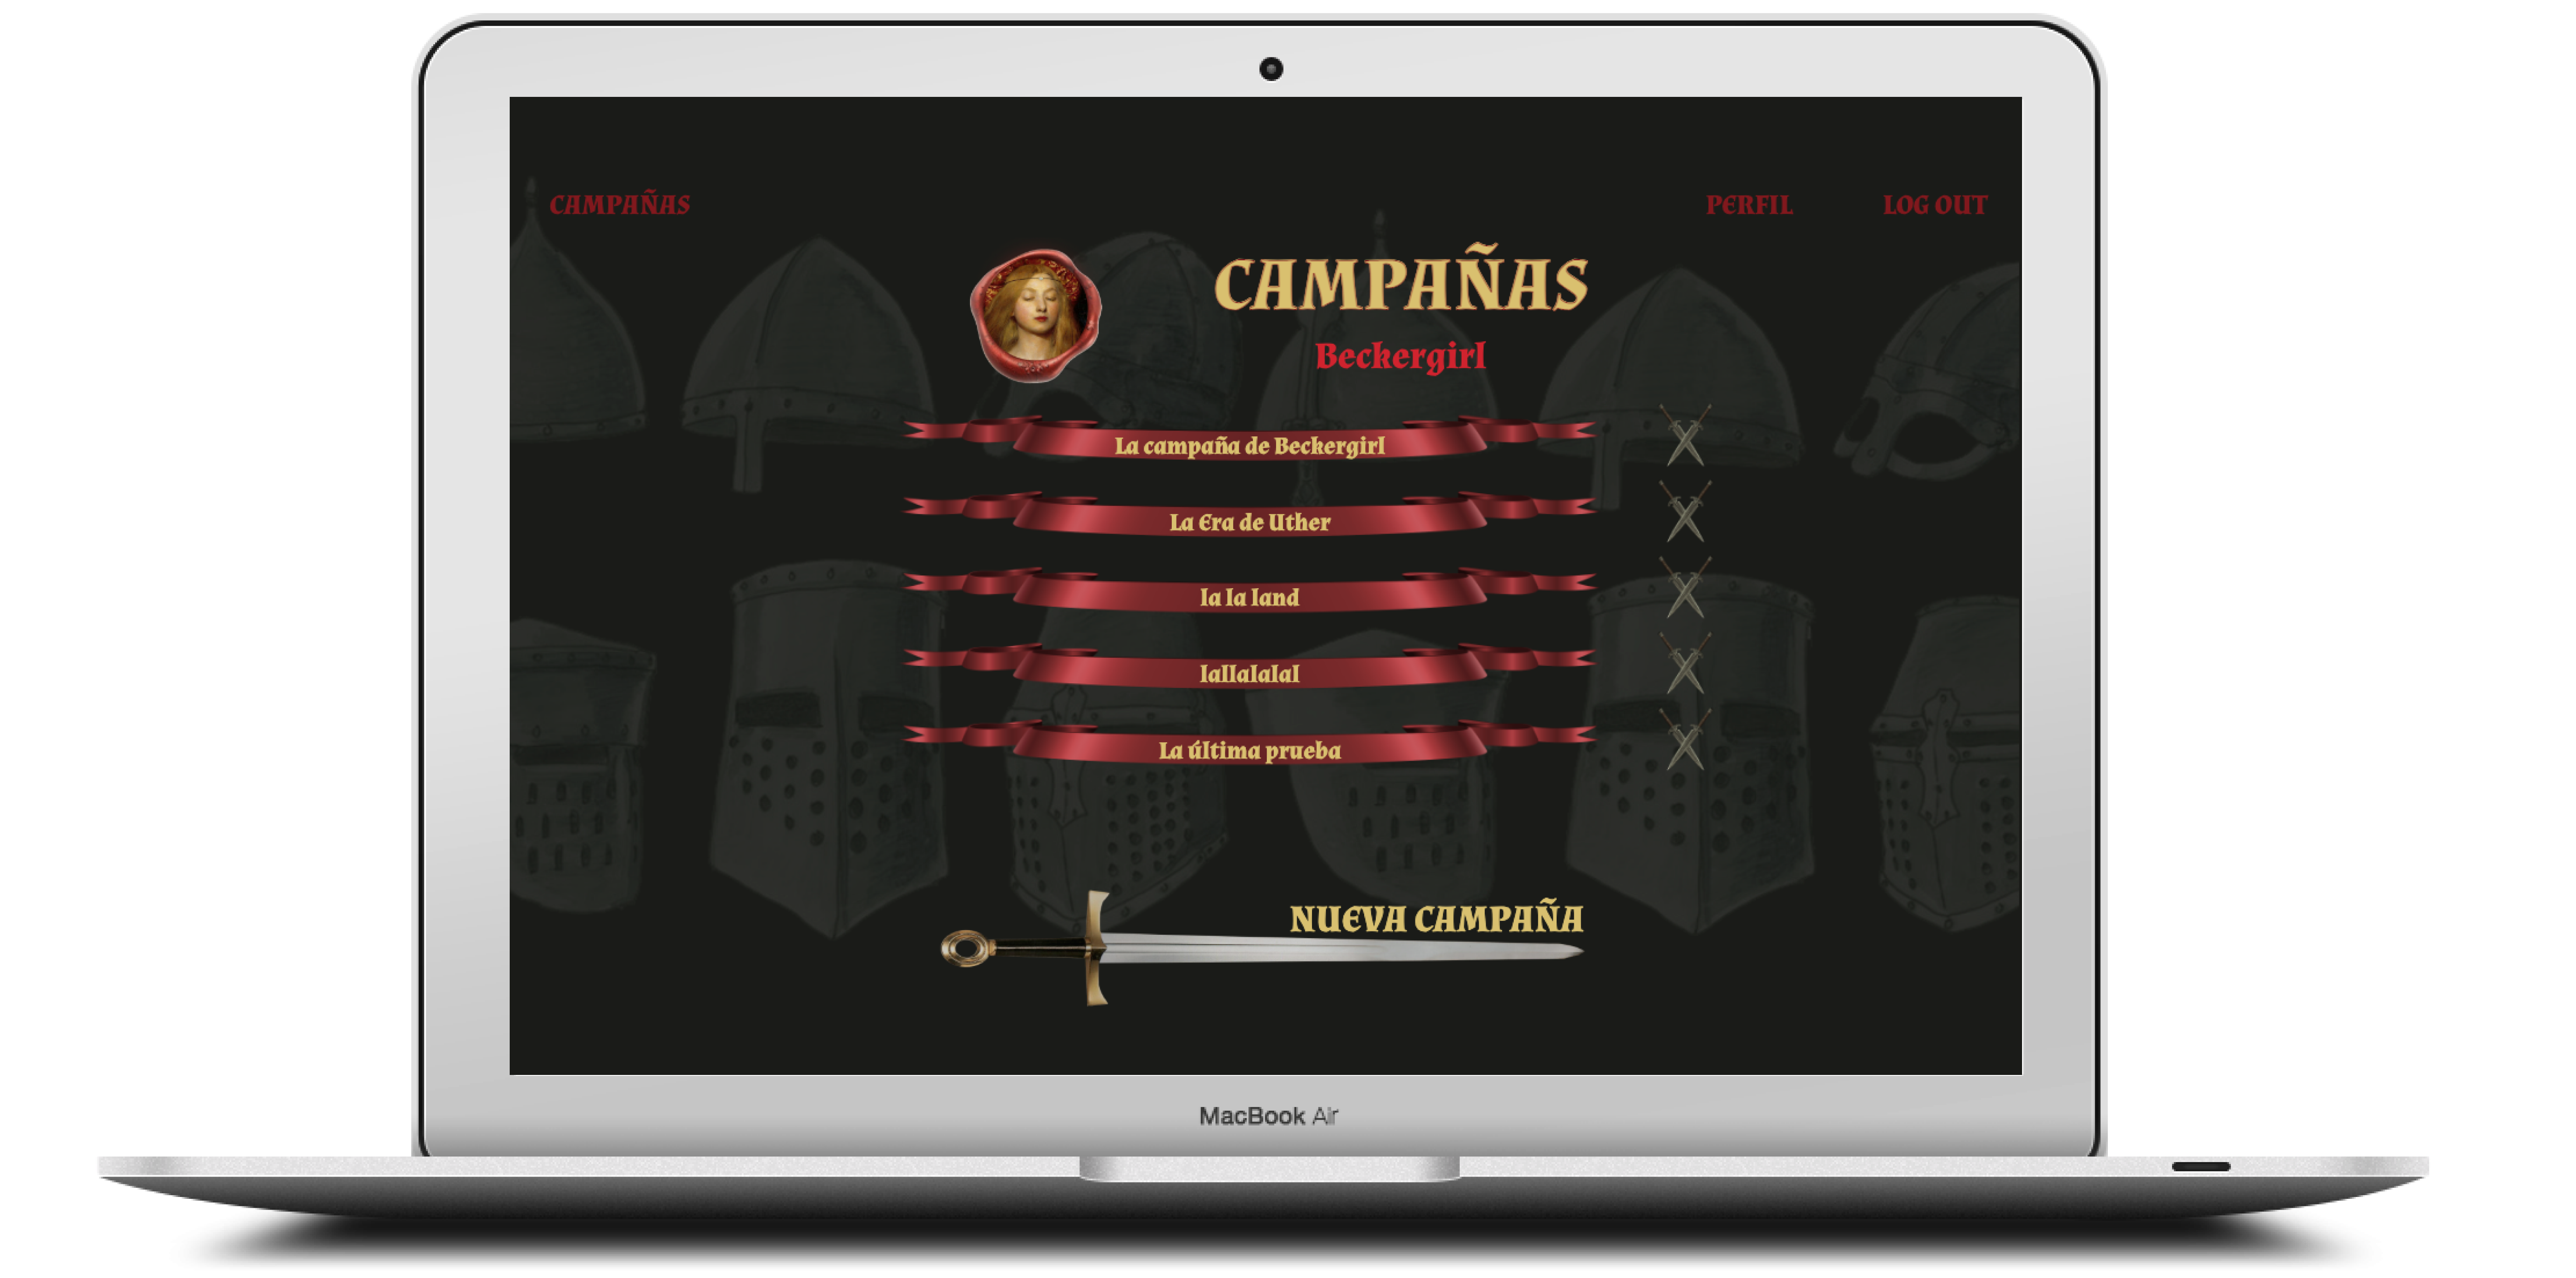 CAMPAÑAS
PERFIL
LOG OUT
CAMPAÑAS
Beckergirl
La campaña de Beckergirl
La Era de Uther
la la land
lallalalal
La última prueba
NUEVA CAMPAÑA
MacBook Air